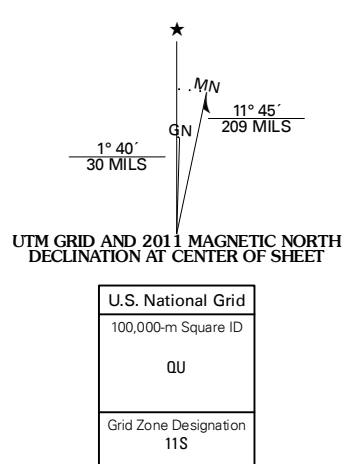 ★
MN
11° 45´
209 MILS
GN
1° 40´
30 MILS
UTM GRID AND 2011 MAGNETIC NORTH
DECLINATION AT CENTER OF SHEET
U.S. National Grid
100,000-m Square ID
QU
Grid Zone Designation
11S